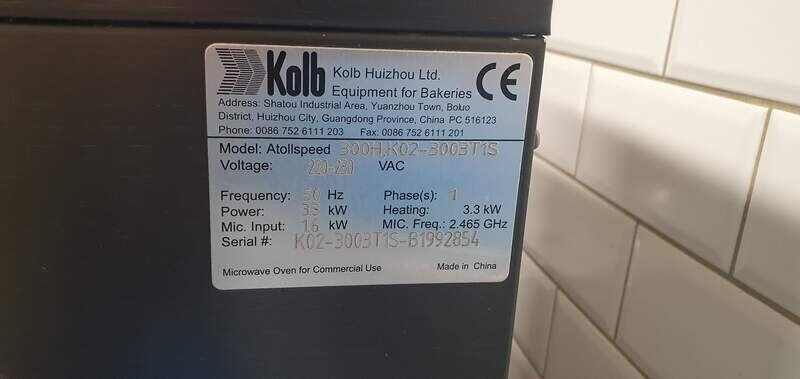 Kolb Kolb Huizhou Ltd. CE
Equipment for Bakeries
Address: Shatou Industrial Area, Yuanzhou Town, Boluo
District, Huizhou City, Guangdong Province, China PC 516123
Phone: 0086 752 6111 203 Fax: 0086 752 6111 201
Model: Atollspeed 300H,K02-3003T1S
Voltage: 220-230 VAC
Frequency: 50 Hz Phase(s): 1
Power: 3.3 kW Heating: 3.3 kW
Mic. Input: 1.6 kW MIC. Freq.: 2.465 GHz
Serial #: K02-3003T1S-B1992854
Microwave Oven for Commercial Use Made in China